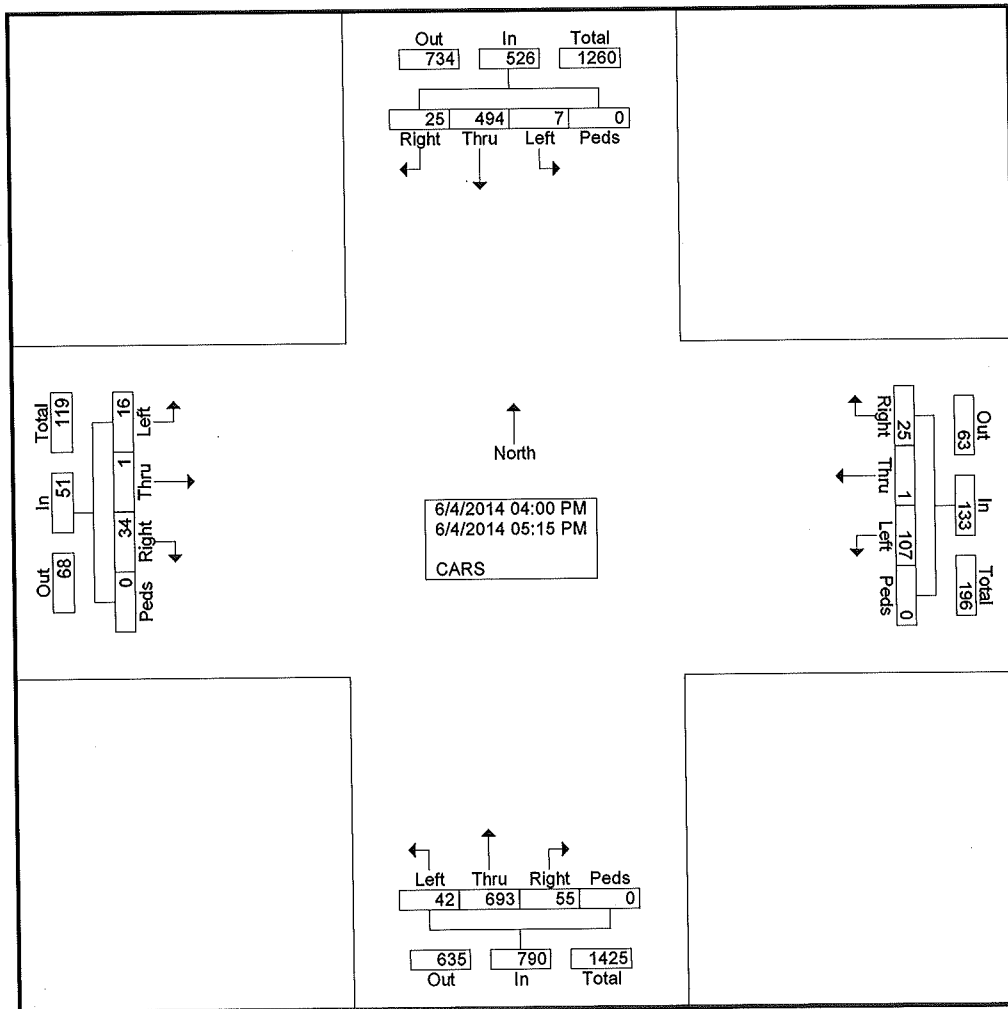 Out In Total
734 526 1260
25 494 7 0
Right Thru Left Peds
Total 119
In 51
Out 68
16 1 34 0
Left Thru Right Peds
North
6/4/2014 04:00 PM
6/4/2014 05:15 PM
CARS
Right Thru Left Peds
25 1 107 0
Out 63
In 133
Total 196
Left Thru Right Peds
42 693 55 0
635 790 1425
Out In Total